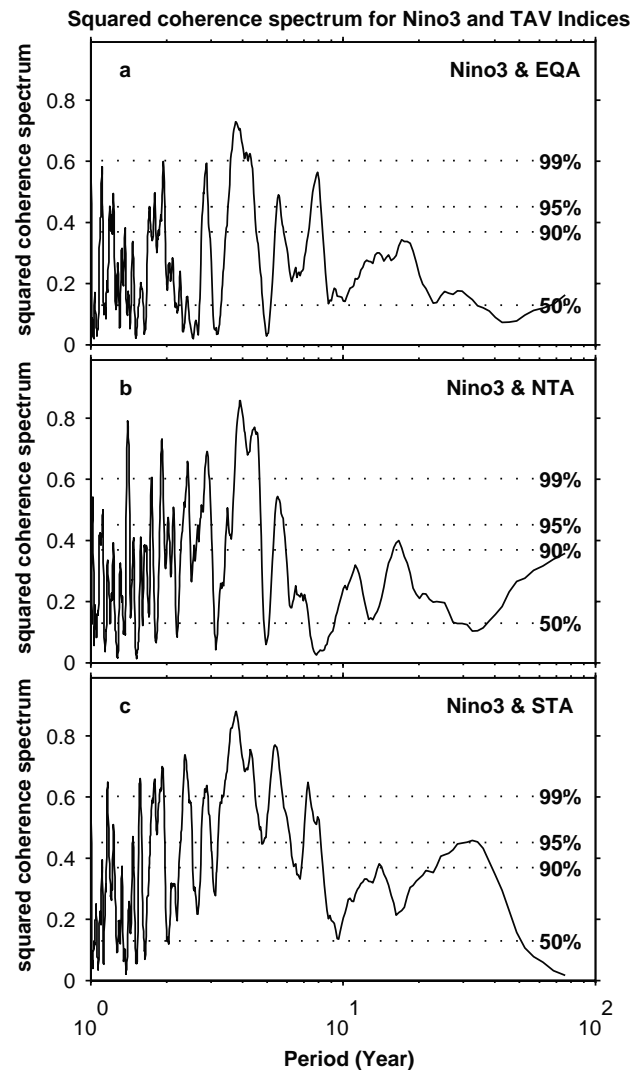 Squared coherence spectrum for Nino3 and TAV Indices
a
Nino3 & EQA
squared coherence spectrum
0.8
0.6
0.4
0.2
0
99%
95%
90%
50%
b
Nino3 & NTA
squared coherence spectrum
0.8
0.6
0.4
0.2
0
99%
95%
90%
50%
c
Nino3 & STA
squared coherence spectrum
0.8
0.6
0.4
0.2
0
99%
95%
90%
50%
10^0
10^1
10^2
Period (Year)